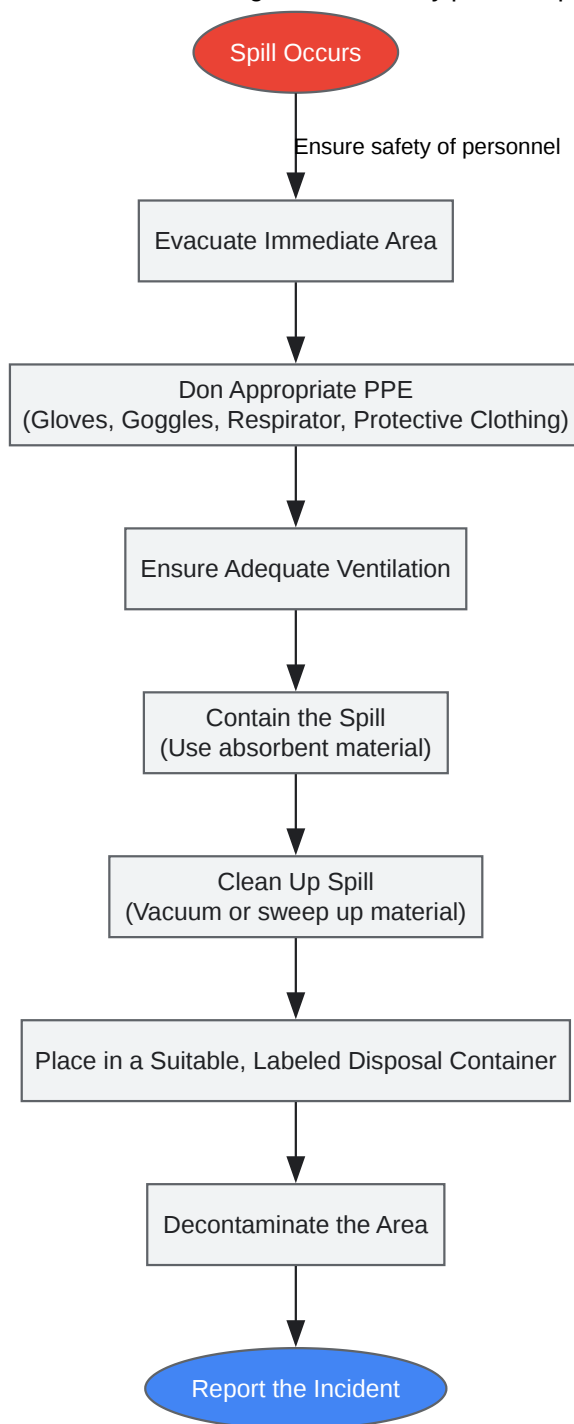 Spill Occurs
Ensure safety of personnel
Evacuate Immediate Area
Don Appropriate PPE
(Gloves, Goggles, Respirator, Protective Clothing)
Ensure Adequate Ventilation
Contain the Spill
(Use absorbent material)
Clean Up Spill
(Vacuum or sweep up material)
Place in a Suitable, Labeled Disposal Container
Decontaminate the Area
Report the Incident